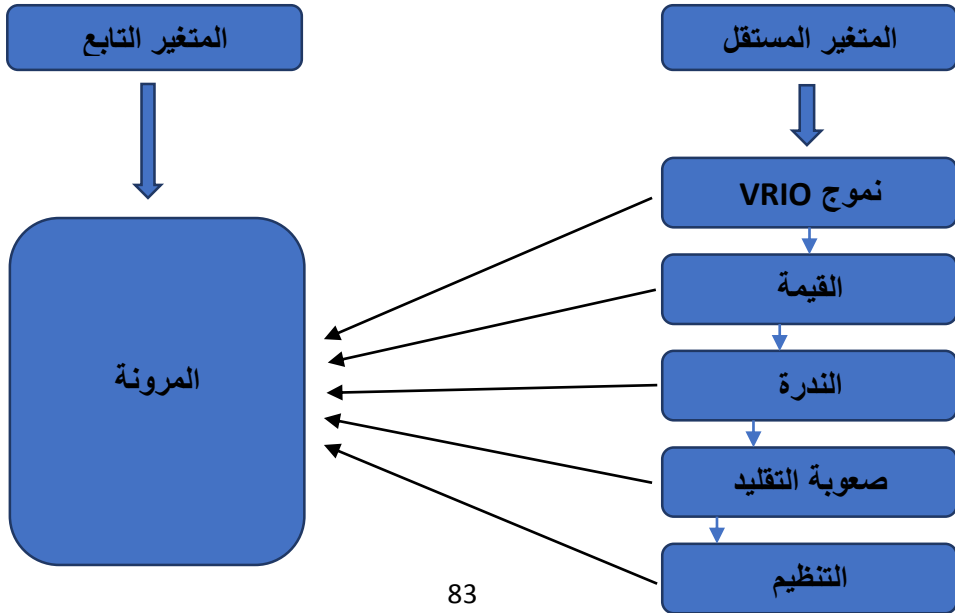 المتغير المستقل
المتغير التابع
نموج VRIO
القيمة
الندرة
المرونة
صعوبة التقليد
التنظيم
83